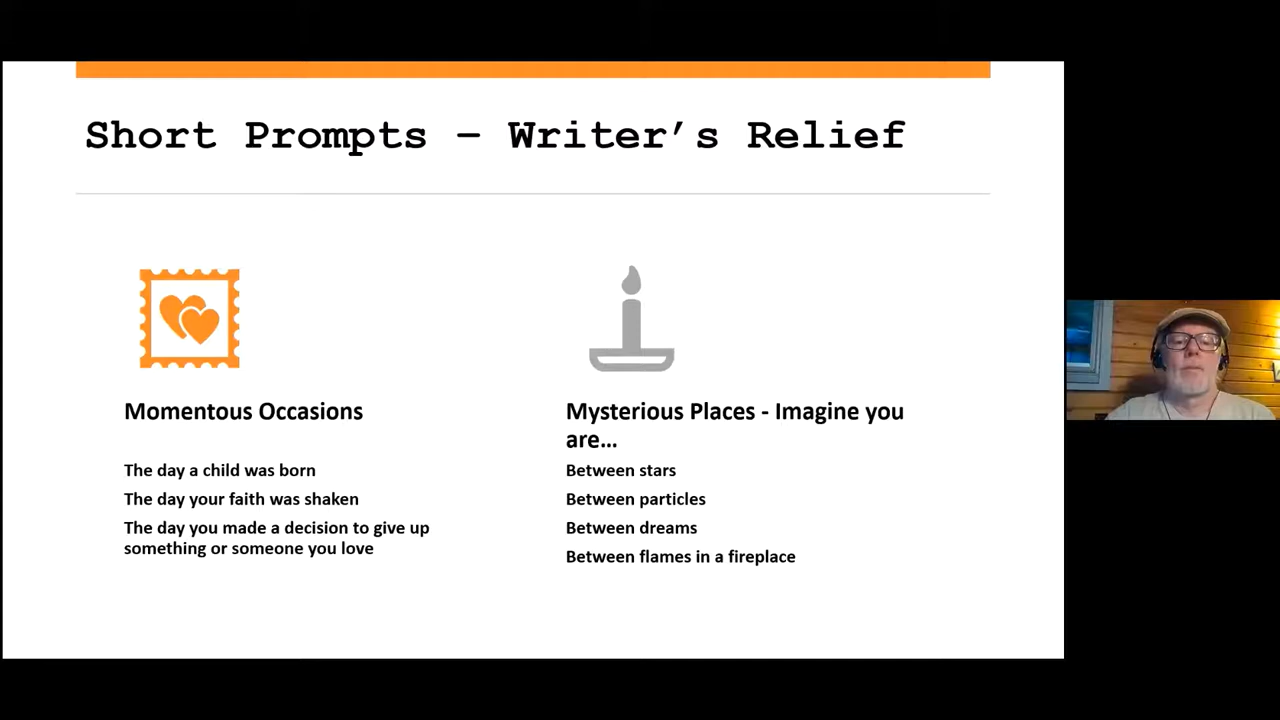 Short Prompts – Writer’s Relief
Momentous Occasions
The day a child was born
The day your faith was shaken
The day you made a decision to give up
something or someone you love
Mysterious Places - Imagine you
are…
Between stars
Between particles
Between dreams
Between flames in a fireplace